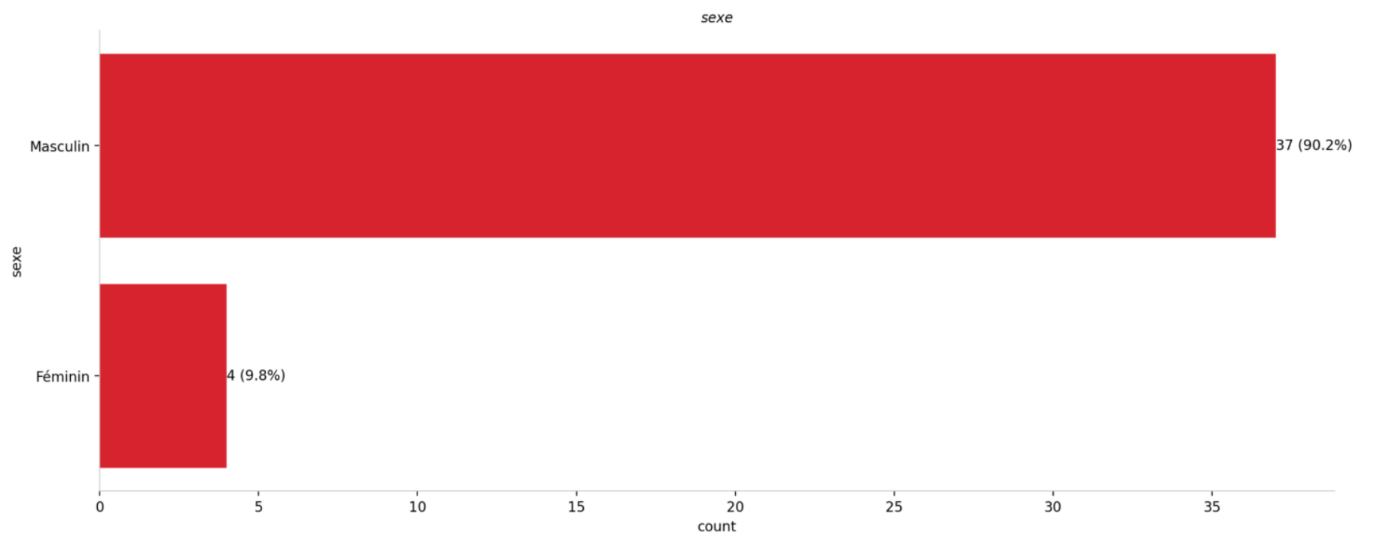 sexe
sexe
Masculin
37 (90.2%)
Féminin
4 (9.8%)
0 5 10 15 20 25 30 35
count